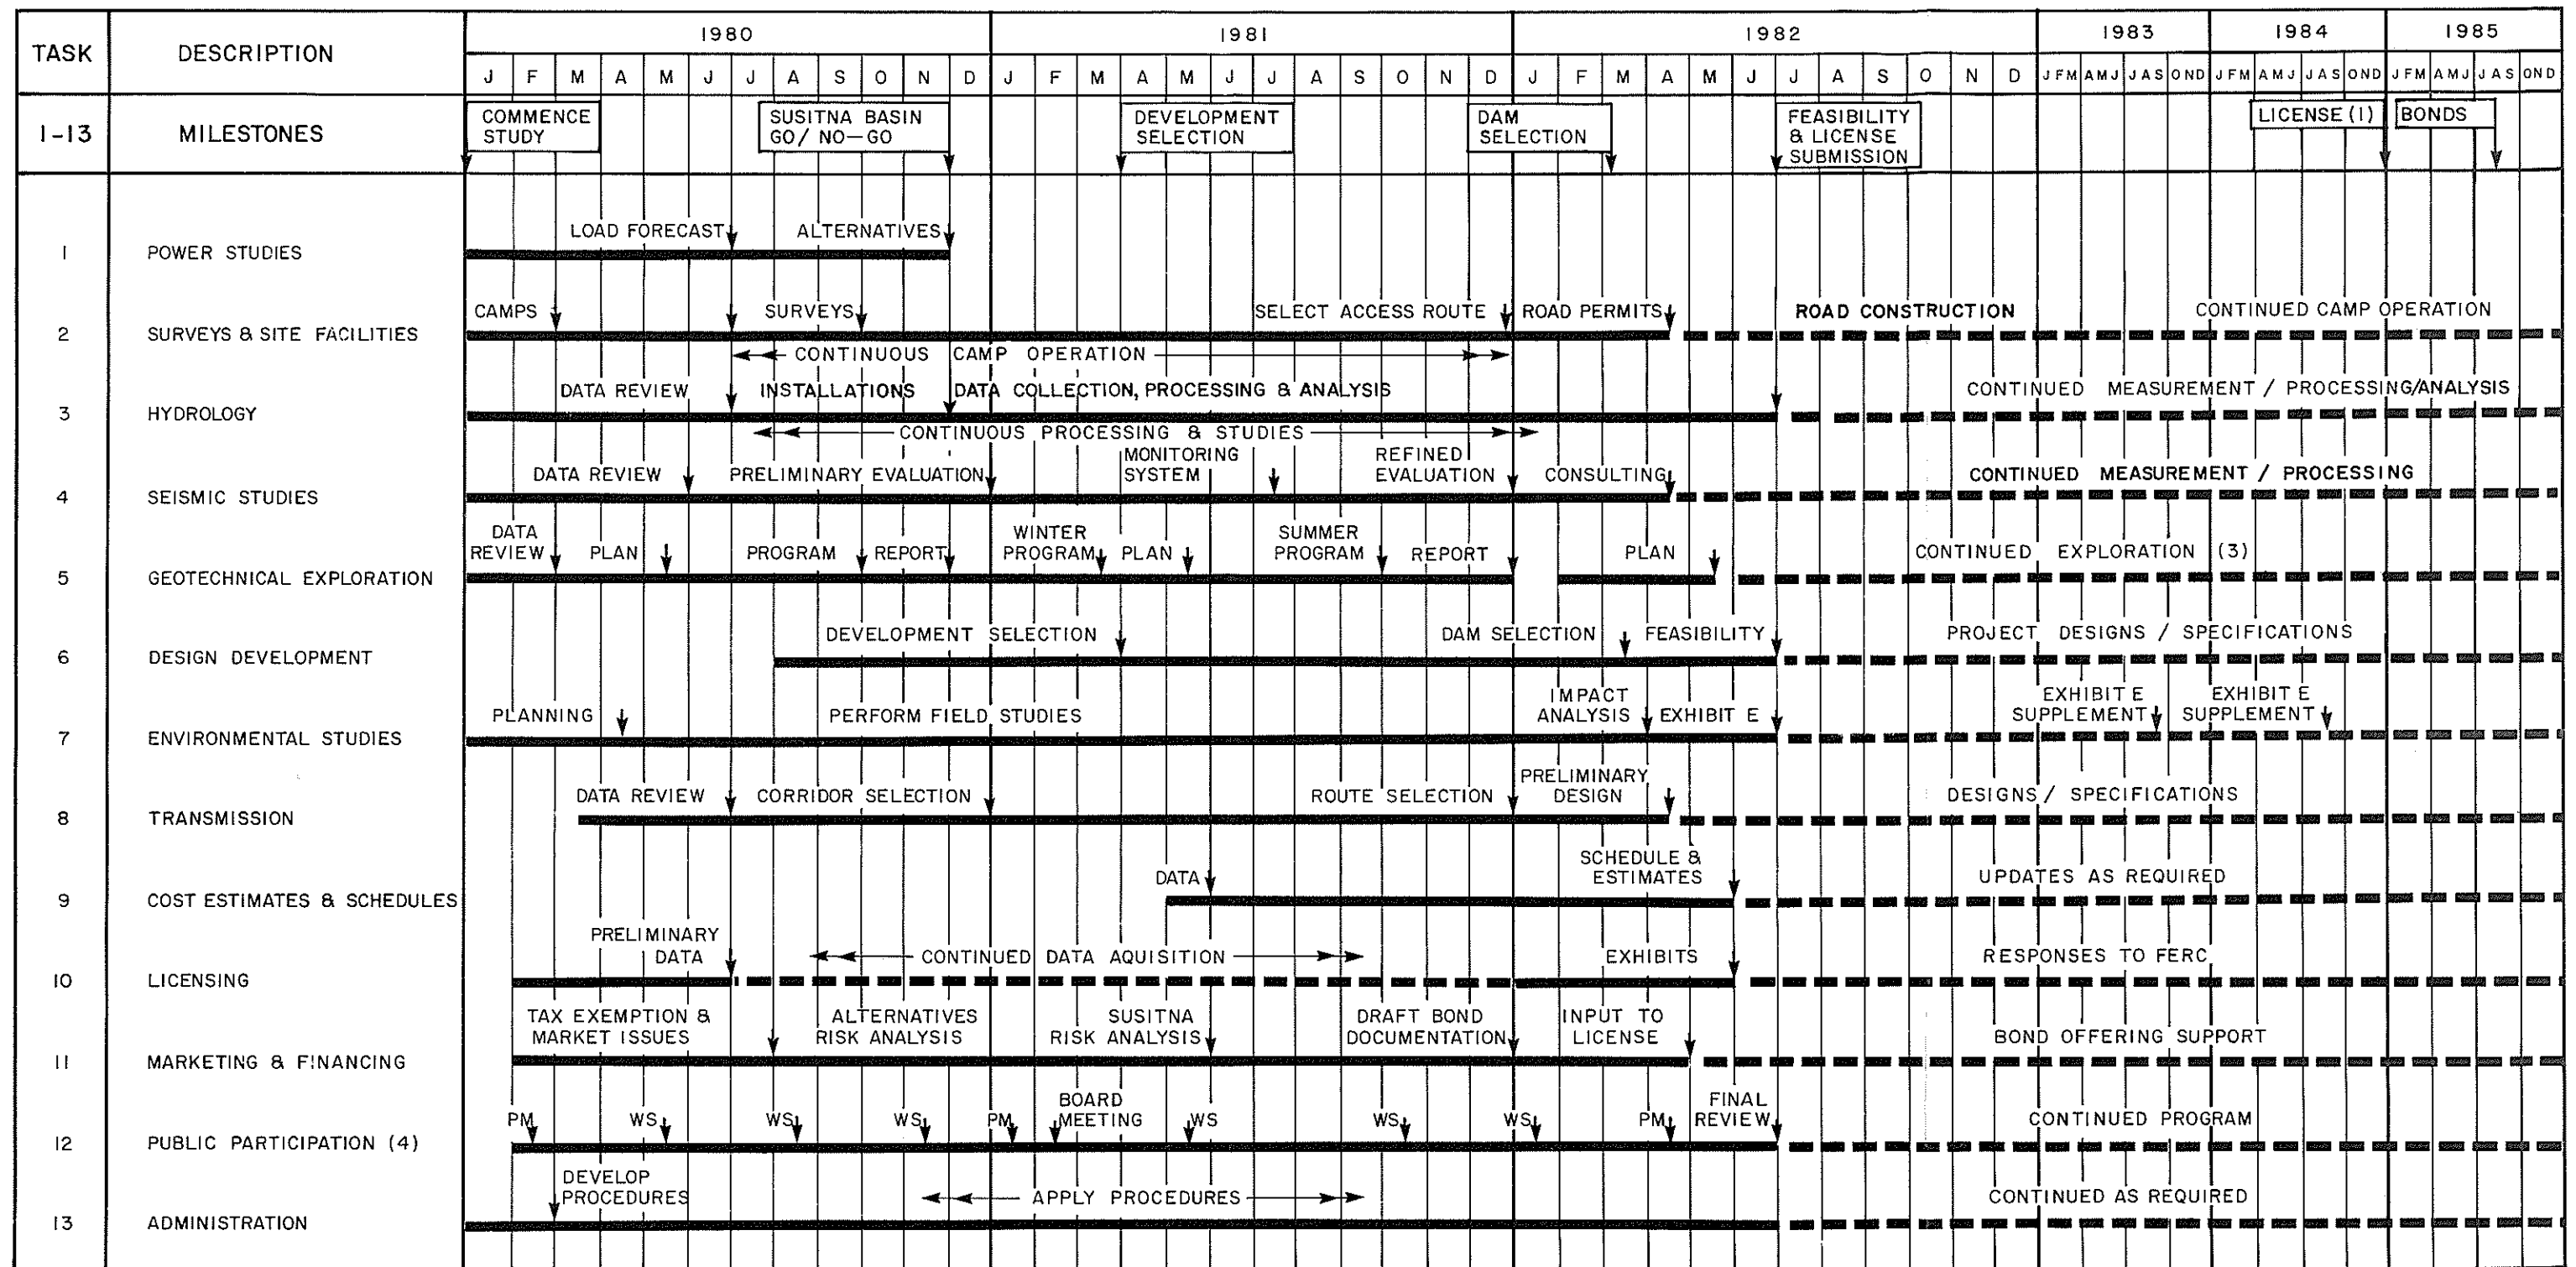 TASK DESCRIPTION 1980 1981 1982 1983 1984 1985
J F M A M J J A S O N D J F M A M J J A S O N D J F M A M J J A S O N D JFM AMJ JAS OND JFM AMJ JAS OND JFM AMJ JAS OND
1-13 MILESTONES
COMMENCE
STUDY
SUSITNA BASIN
GO/ NO-GO
DEVELOPMENT
SELECTION
DAM
SELECTION
FEASIBILITY
& LICENSE
SUBMISSION
LICENSE (1)
BONDS
LOAD FORECAST ALTERNATIVES
1 POWER STUDIES
CAMPS SURVEYS SELECT ACCESS ROUTE ROAD PERMITS ROAD CONSTRUCTION CONTINUED CAMP OPERATION
2 SURVEYS & SITE FACILITIES
CONTINUOUS CAMP OPERATION
DATA REVIEW INSTALLATIONS DATA COLLECTION, PROCESSING & ANALYSIS CONTINUED MEASUREMENT / PROCESSING/ANALYSIS
3 HYDROLOGY
CONTINUOUS PROCESSING & STUDIES
DATA REVIEW PRELIMINARY EVALUATION
MONITORING
SYSTEM
REFINED
EVALUATION
CONSULTING CONTINUED MEASUREMENT / PROCESSING
4 SEISMIC STUDIES
DATA
REVIEW
PLAN PROGRAM REPORT
WINTER
PROGRAM
PLAN
SUMMER
PROGRAM
REPORT PLAN CONTINUED EXPLORATION (3)
5 GEOTECHNICAL EXPLORATION
DEVELOPMENT SELECTION DAM SELECTION FEASIBILITY PROJECT DESIGNS / SPECIFICATIONS
6 DESIGN DEVELOPMENT
PLANNING PERFORM FIELD STUDIES
IMPACT
ANALYSIS
EXHIBIT E
EXHIBIT E
SUPPLEMENT
EXHIBIT E
SUPPLEMENT
7 ENVIRONMENTAL STUDIES
DATA REVIEW CORRIDOR SELECTION ROUTE SELECTION
PRELIMINARY
DESIGN
DESIGNS / SPECIFICATIONS
8 TRANSMISSION
DATA
SCHEDULE &
ESTIMATES
UPDATES AS REQUIRED
9 COST ESTIMATES & SCHEDULES
PRELIMINARY
DATA
CONTINUED DATA AQUISITION EXHIBITS RESPONSES TO FERC
10 LICENSING
TAX EXEMPTION &
MARKET ISSUES
ALTERNATIVES
RISK ANALYSIS
SUSITNA
RISK ANALYSIS
DRAFT BOND
DOCUMENTATION
INPUT TO
LICENSE
BOND OFFERING SUPPORT
11 MARKETING & FINANCING
PM WS WS WS PM
BOARD
MEETING
WS WS WS PM
FINAL
REVIEW
CONTINUED PROGRAM
12 PUBLIC PARTICIPATION (4)
DEVELOP
PROCEDURES
APPLY PROCEDURES CONTINUED AS REQUIRED
13 ADMINISTRATION